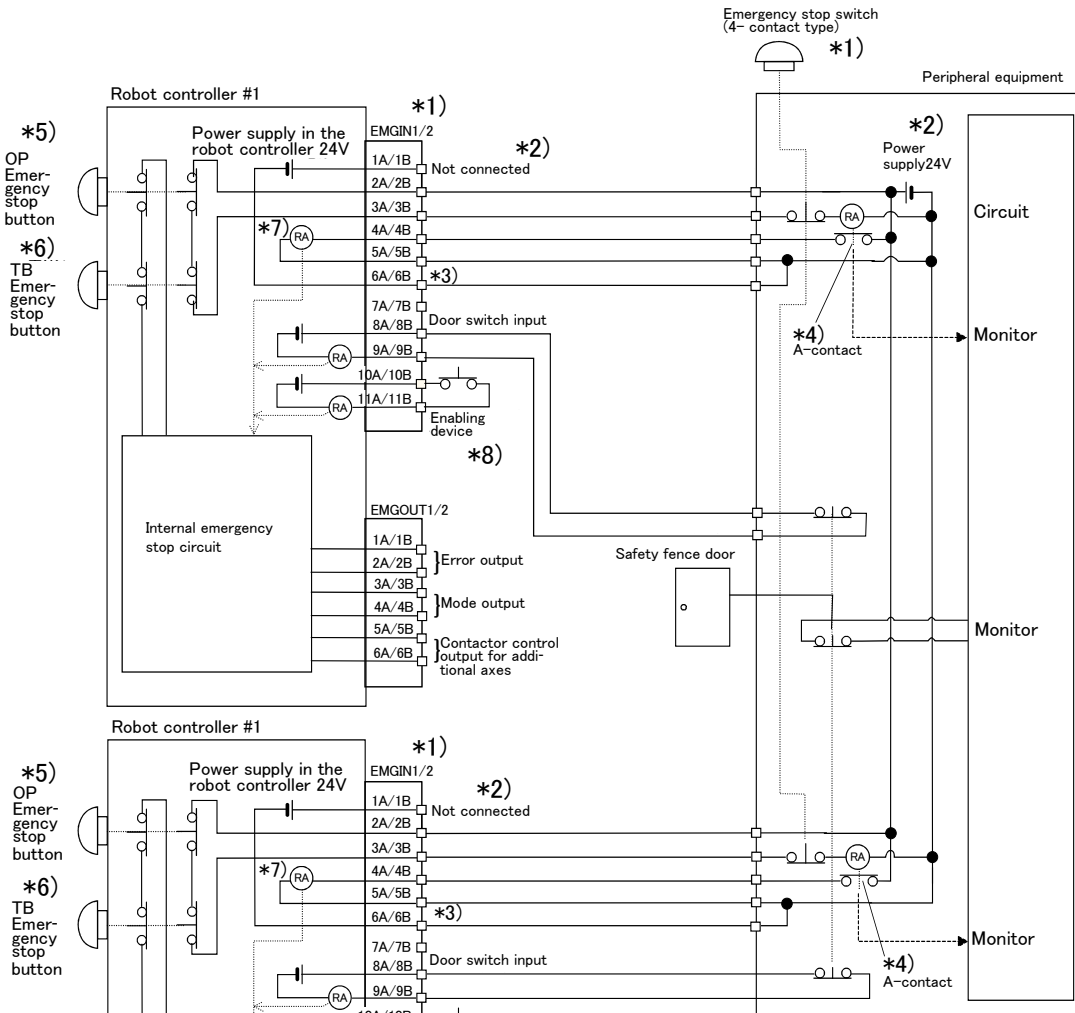 Emergency stop switch
(4- contact type)
*1)
Peripheral equipment
Robot controller #1
*1)
EMGIN1/2
*5)
OP
Emer-
gency
stop
button
Power supply in the
robot controller 24V
*2)
Not connected
*2)
Power
supply24V
1A/1B
2A/2B
3A/3B
4A/4B
5A/5B
6A/6B
7A/7B
8A/8B
9A/9B
10A/10B
11A/11B
*6)
TB
Emer-
gency
stop
button
*7)
RA
RA
RA
RA
*3)
Door switch input
*4)
A-contact
Enabling
device
*8)
Circuit
Monitor
Internal emergency
stop circuit
EMGOUT1/2
1A/1B
2A/2B
3A/3B
4A/4B
5A/5B
6A/6B
}Error output
}Mode output
}Contactor control
output for addi-
tional axes
Safety fence door
Monitor
Robot controller #1
*1)
EMGIN1/2
*5)
OP
Emer-
gency
stop
button
Power supply in the
robot controller 24V
*2)
Not connected
1A/1B
2A/2B
3A/3B
4A/4B
5A/5B
6A/6B
7A/7B
8A/8B
9A/9B
*6)
TB
Emer-
gency
stop
button
*7)
RA
RA
RA
*3)
Door switch input
*4)
A-contact
Monitor